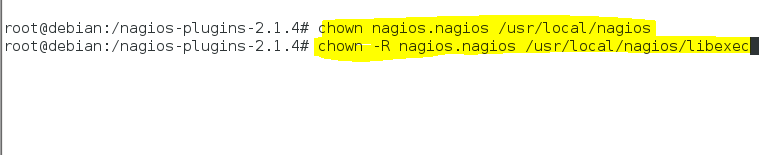 root@debian:/nagios-plugins-2.1.4# chown nagios.nagios /usr/local/nagios
root@debian:/nagios-plugins-2.1.4# chown -R nagios.nagios /usr/local/nagios/libexec